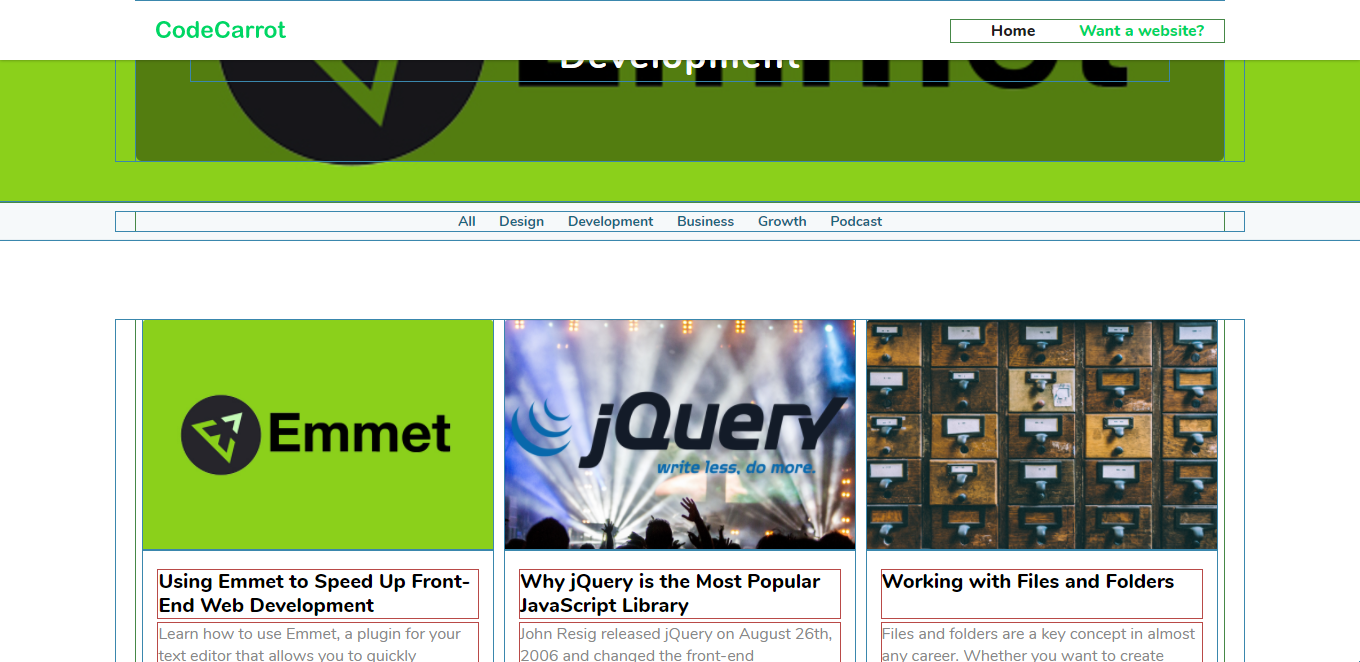 CodeCarrot
Home
Want a website?
Development
Emmet
All
Design
Development
Business
Growth
Podcast
Emmet
jQuery
write less, do more.
Using Emmet to Speed Up Front-
End Web Development
Learn how to use Emmet, a plugin for your
text editor that allows you to quickly
Why jQuery is the Most Popular
JavaScript Library
John Resig released jQuery on August 26th,
2006 and changed the front-end
Working with Files and Folders
Files and folders are a key concept in almost
any career. Whether you want to create